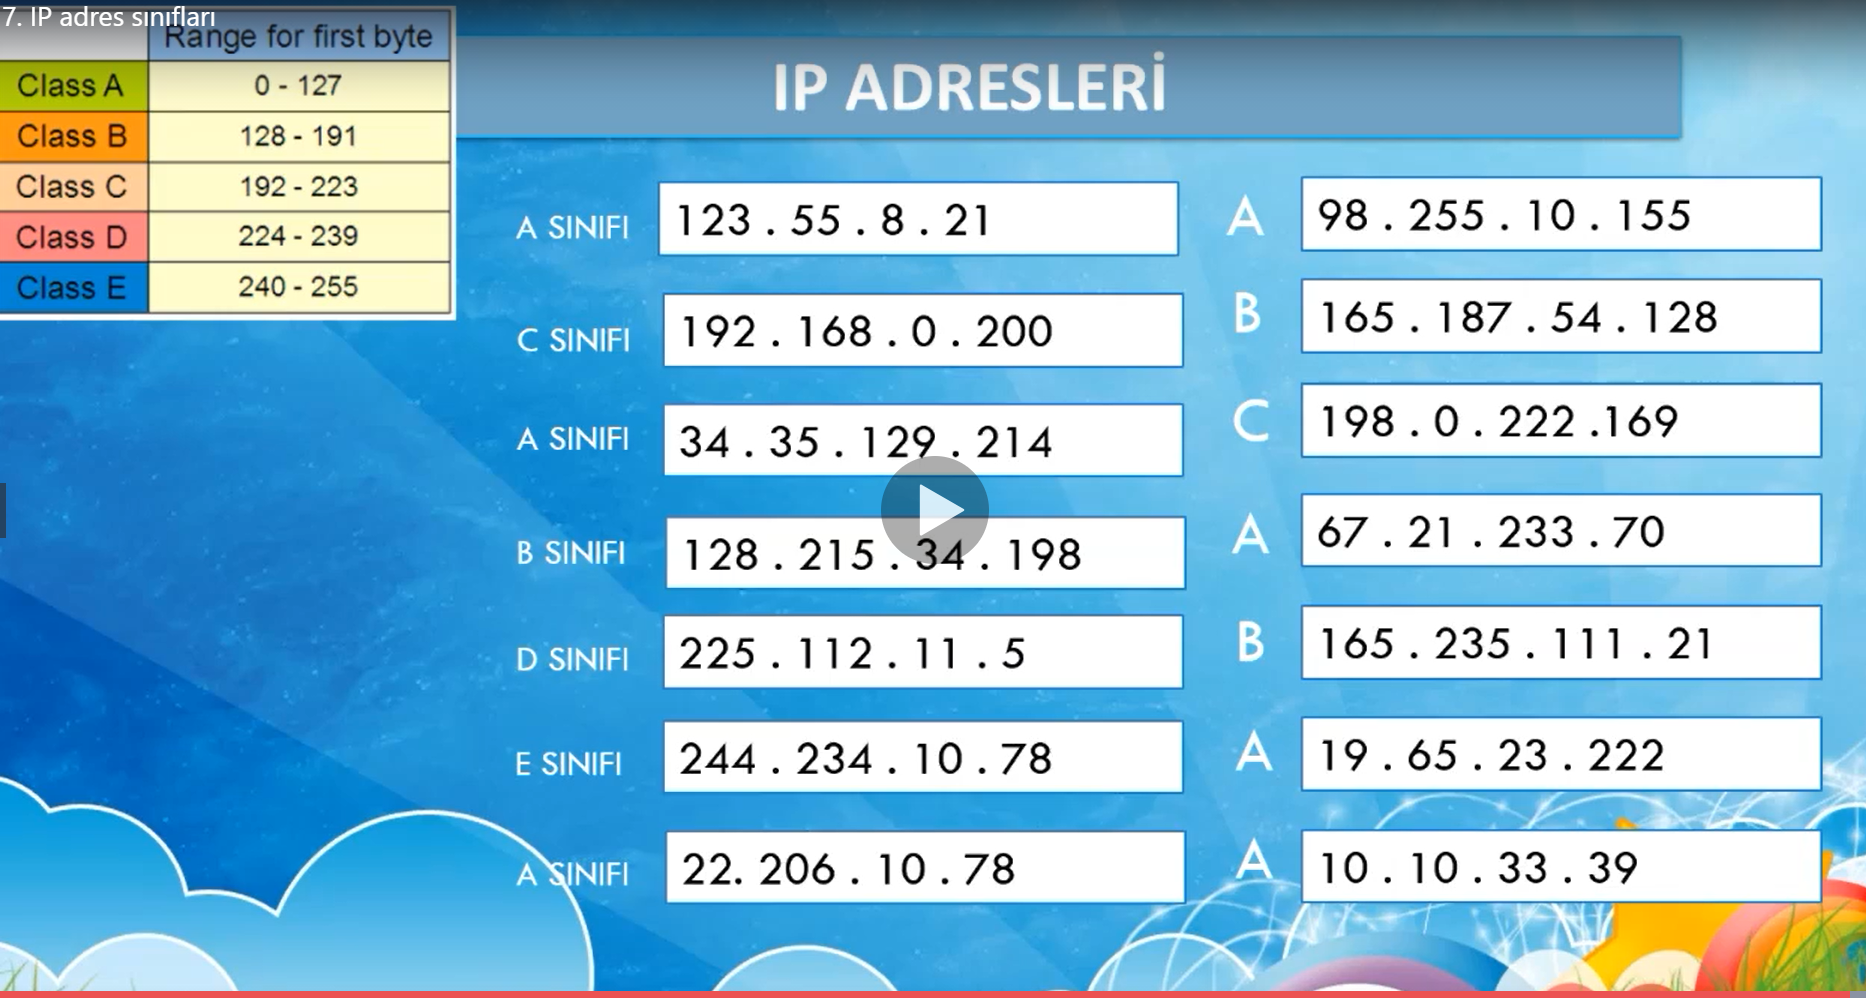 7. IP adres sınıfları
Range for first byte
Class A 0 - 127
Class B 128 - 191
Class C 192 - 223
Class D 224 - 239
Class E 240 - 255
IP ADRESLERİ
A SINIFI 123 . 55 . 8 . 21
C SINIFI 192 . 168 . 0 . 200
A SINIFI 34 . 35 . 129 . 214
B SINIFI 128 . 215 . 34 . 198
D SINIFI 225 . 112 . 11 . 5
E SINIFI 244 . 234 . 10 . 78
A SINIFI 22. 206 . 10 . 78
A 98 . 255 . 10 . 155
B 165 . 187 . 54 . 128
C 198 . 0 . 222 .169
A 67 . 21 . 233 . 70
B 165 . 235 . 111 . 21
A 19 . 65 . 23 . 222
A 10 . 10 . 33 . 39